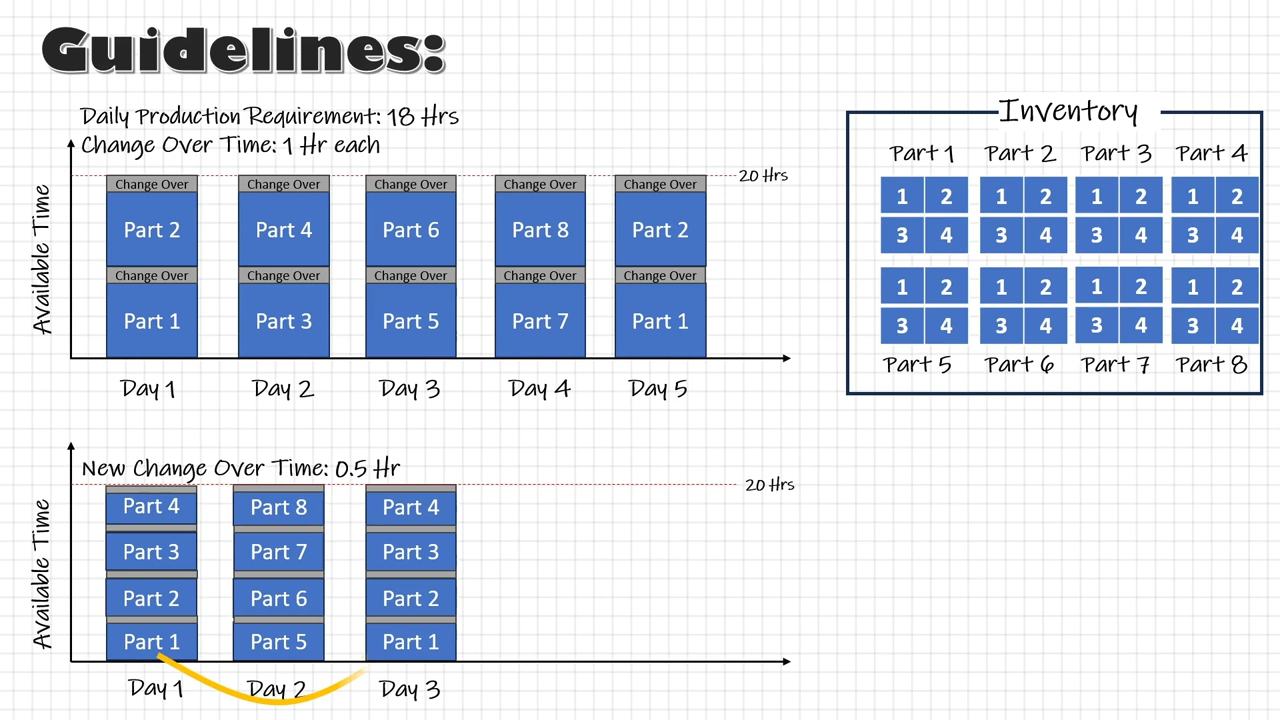 Guidelines:
Daily Production Requirement: 18 Hrs
Change Over Time: 1 Hr each
Available Time
20 Hrs
Change Over Change Over Change Over Change Over Change Over
Part 2 Part 4 Part 6 Part 8 Part 2
Change Over Change Over Change Over Change Over Change Over
Part 1 Part 3 Part 5 Part 7 Part 1
Day 1 Day 2 Day 3 Day 4 Day 5
Inventory
Part 1 Part 2 Part 3 Part 4
1 2 1 2 1 2 1 2
3 4 3 4 3 4 3 4
1 2 1 2 1 2 1 2
3 4 3 4 3 4 3 4
Part 5 Part 6 Part 7 Part 8
New Change Over Time: 0.5 Hr
Available Time
20 Hrs
Part 4 Part 8 Part 4
Part 3 Part 7 Part 3
Part 2 Part 6 Part 2
Part 1 Part 5 Part 1
Day 1 Day 2 Day 3